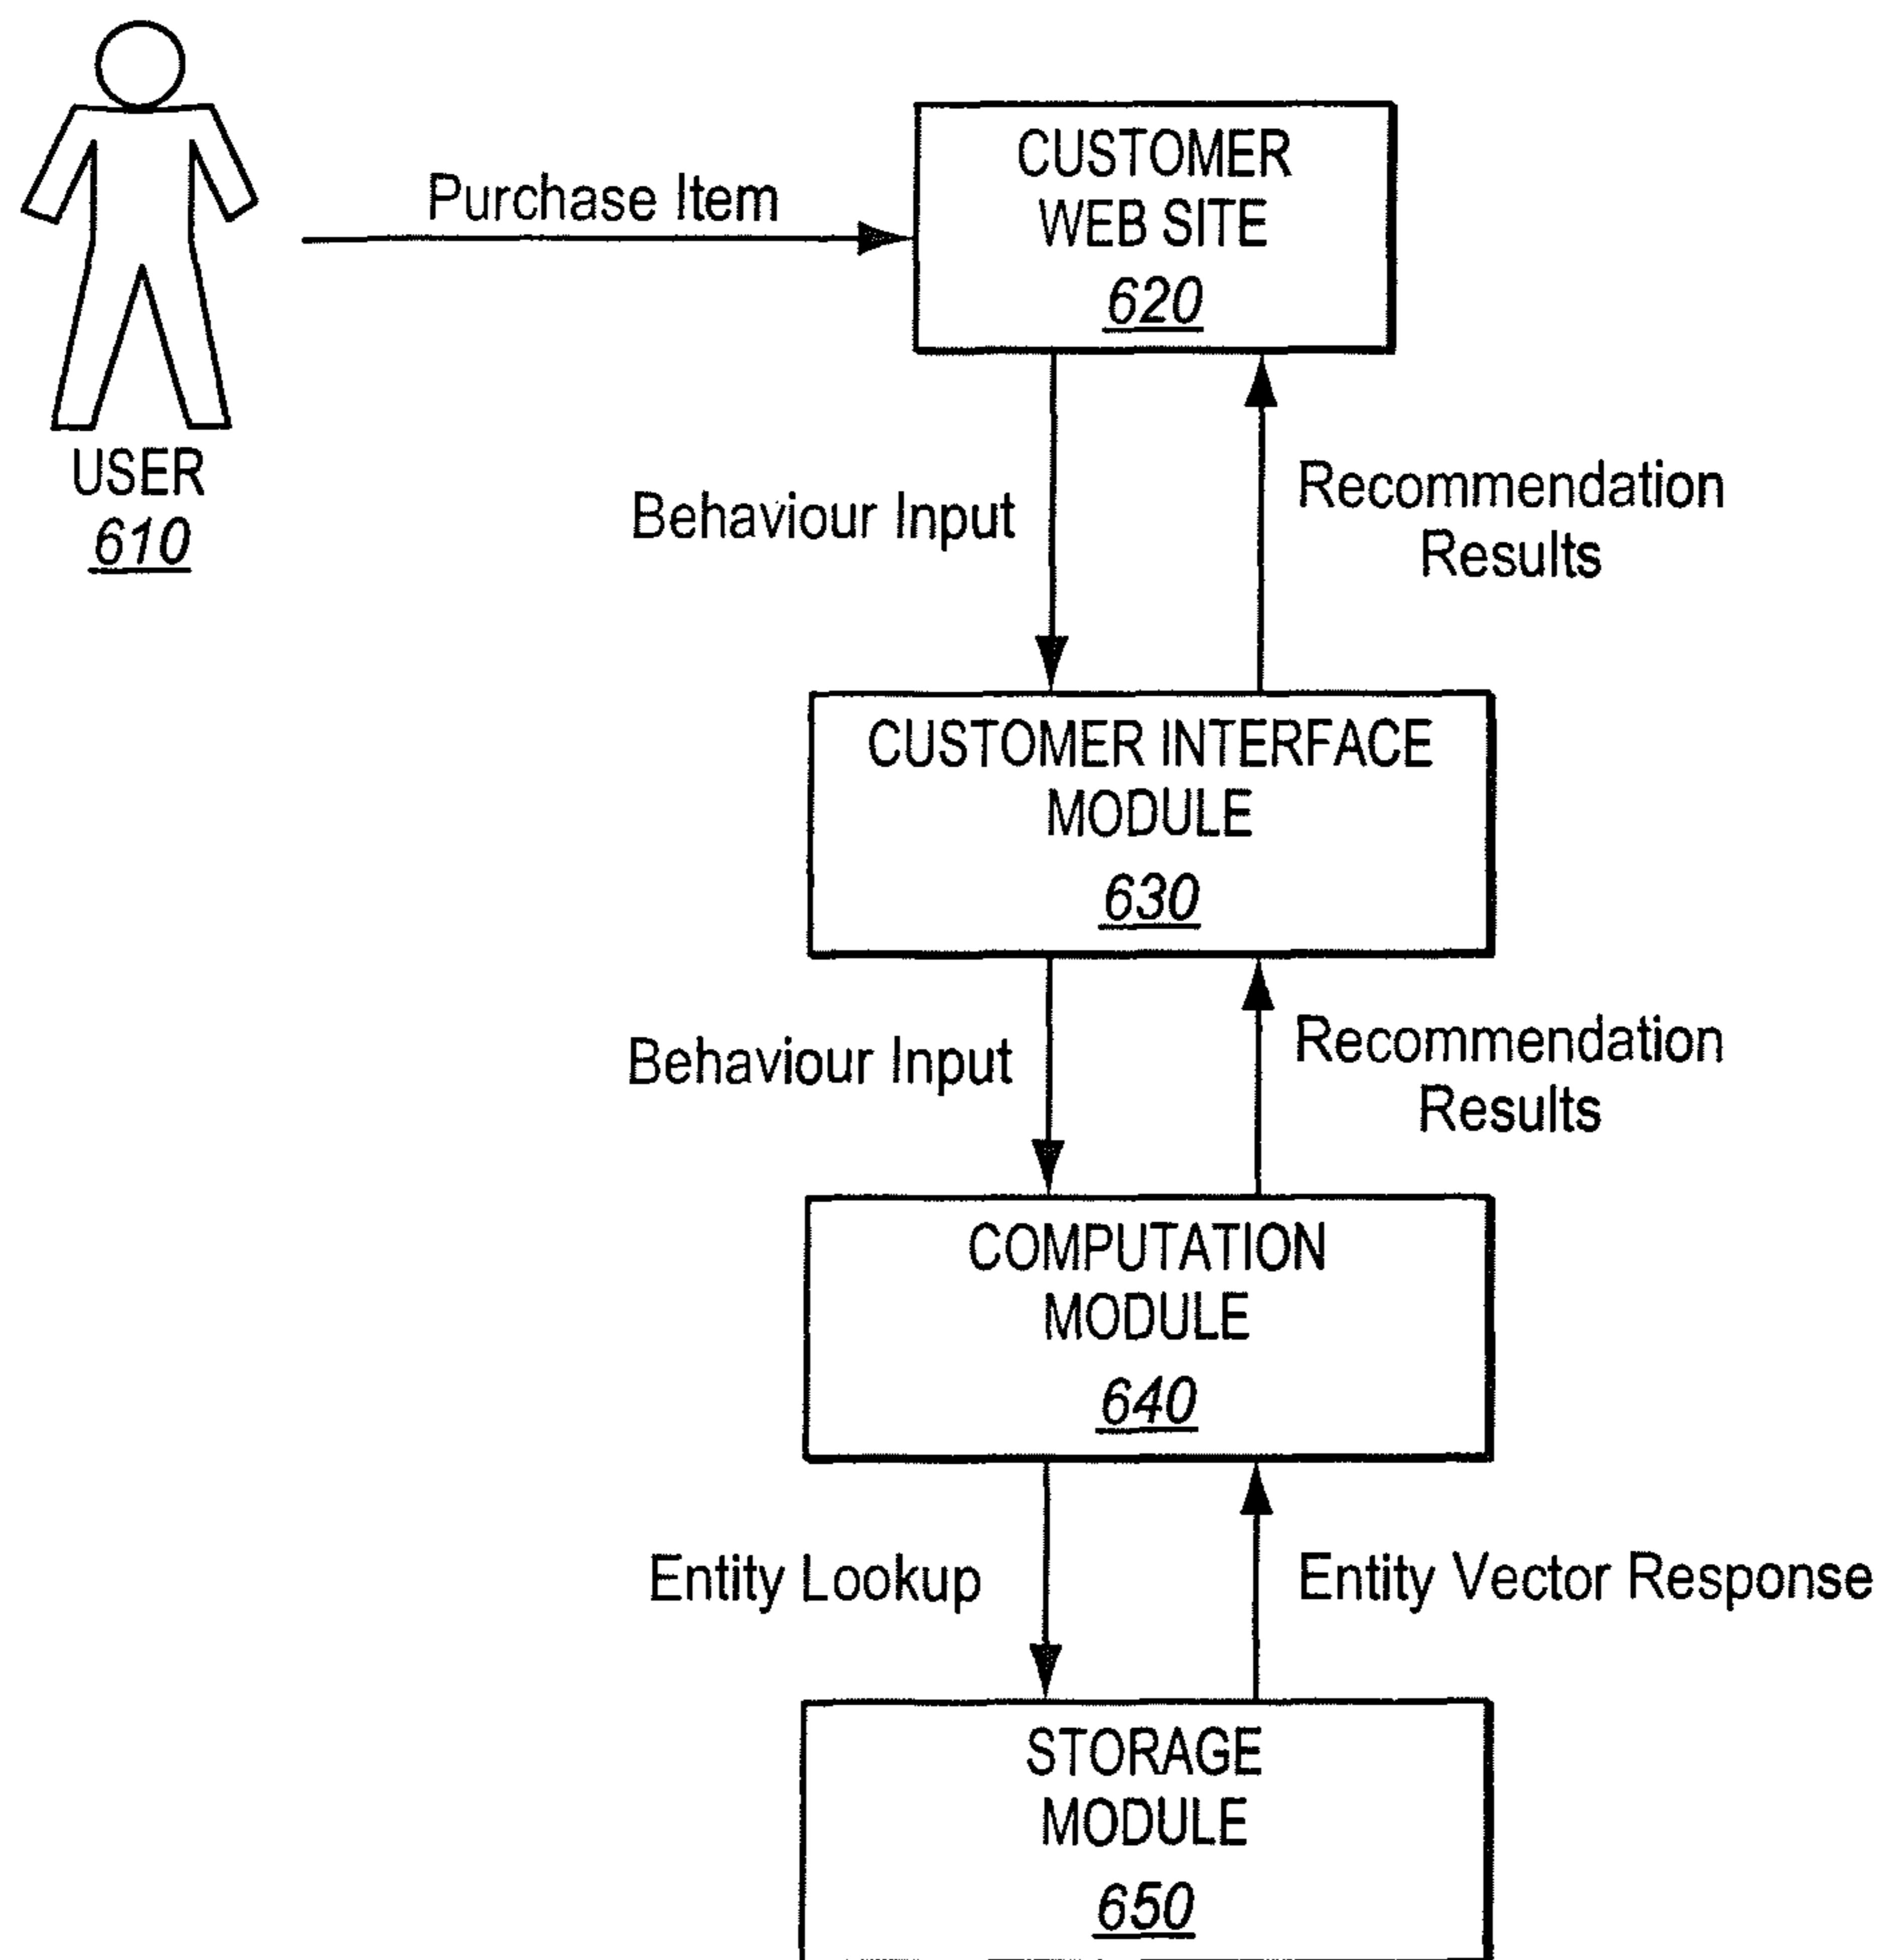 CUSTOMER
WEB SITE
620
Purchase Item
USER
610
Behaviour Input
Recommendation
Results
CUSTOMER INTERFACE
MODULE
630
Behaviour Input
Recommendation
Results
COMPUTATION
MODULE
640
Entity Lookup
Entity Vector Response
STORAGE
MODULE
650